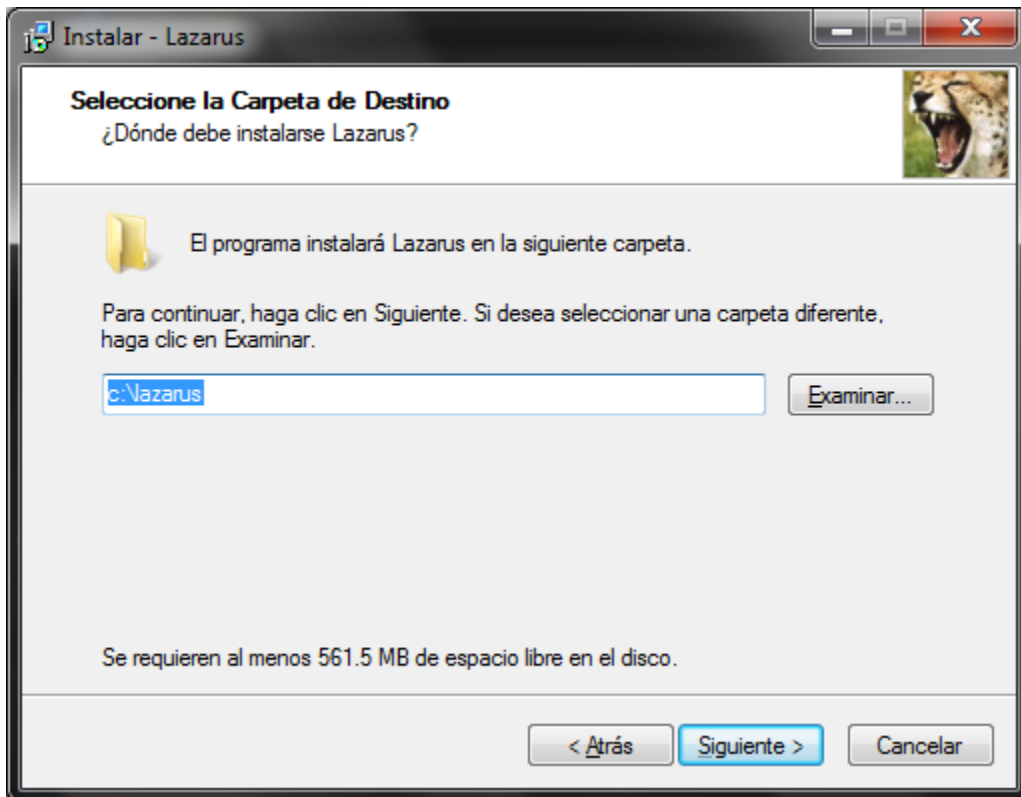 Instalar - Lazarus
Seleccione la Carpeta de Destino
¿Dónde debe instalarse Lazarus?
El programa instalará Lazarus en la siguiente carpeta.
Para continuar, haga clic en Siguiente. Si desea seleccionar una carpeta diferente,
haga clic en Examinar.
c:\lazarus
Examinar...
Se requieren al menos 561.5 MB de espacio libre en el disco.
< Atrás
Siguiente >
Cancelar